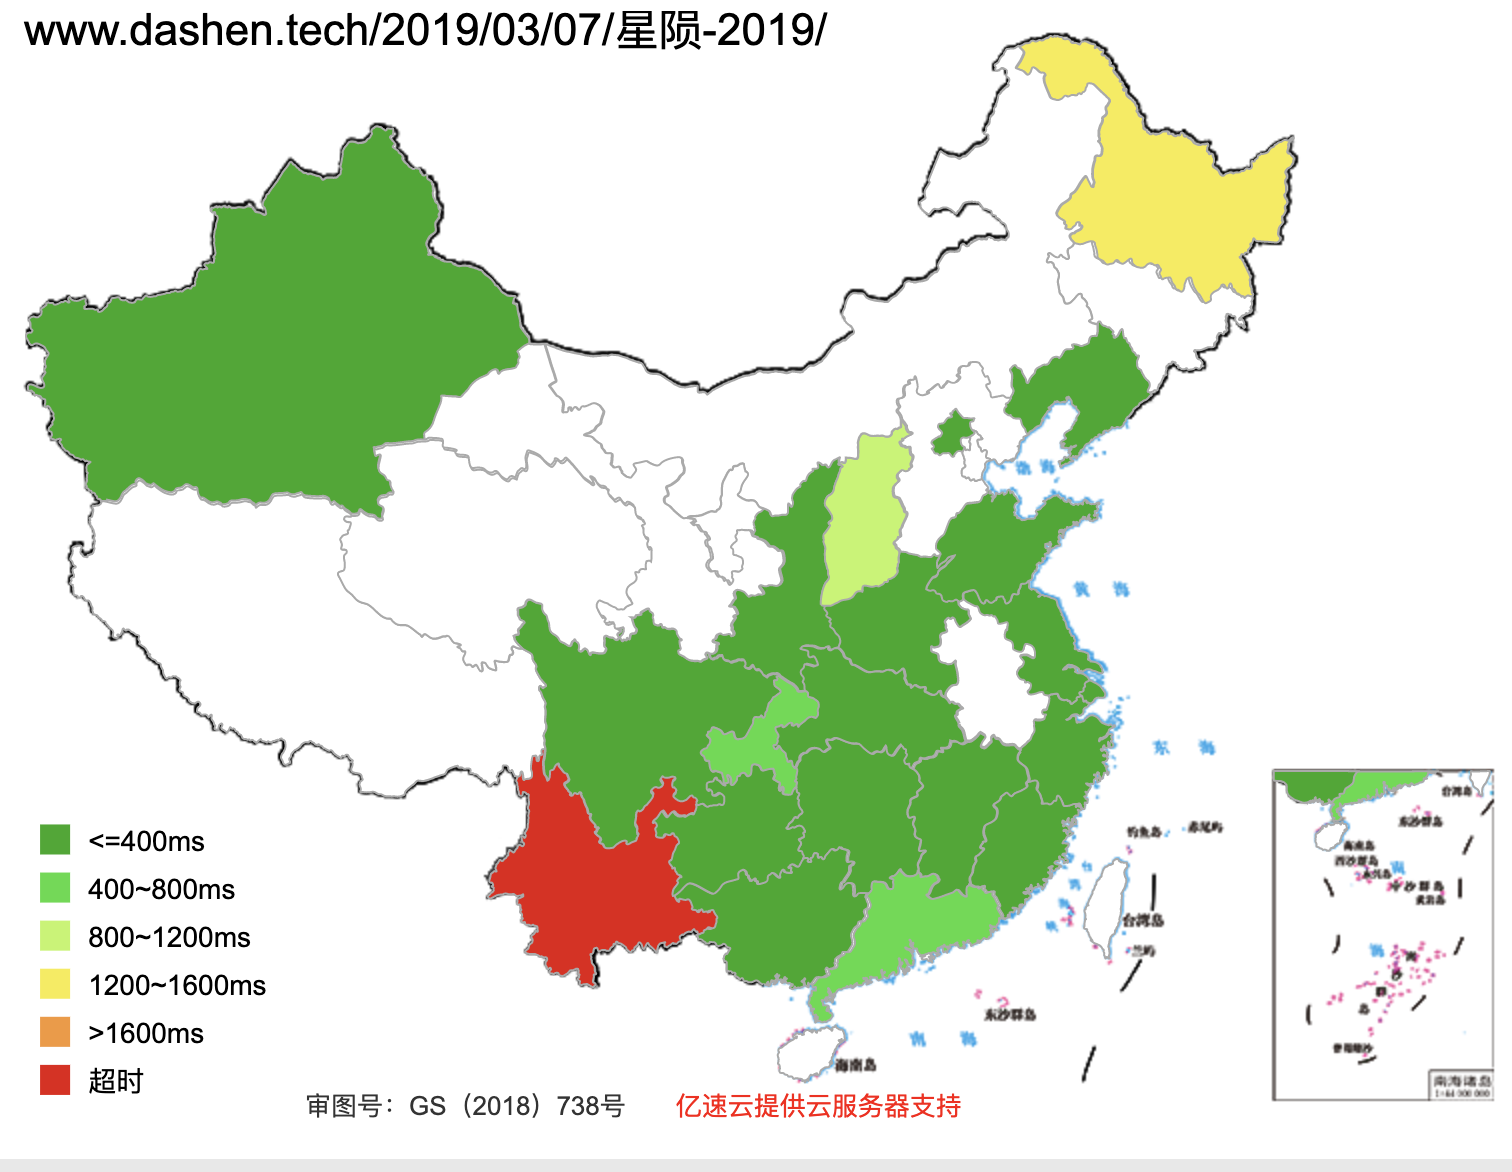 www.dashen.tech/2019/03/07/星陨-2019/
渤海
黄海
东海
台湾岛
东沙群岛
钓鱼岛
赤尾屿
海南岛
西沙群岛
永兴岛
南
中沙群岛
黄岩岛
<=400ms
400~800ms
800~1200ms
1200~1600ms
>1600ms
超时
台湾岛
兰屿
海
南
沙
群
岛
东沙群岛
南海
海南岛
曾母暗沙
南海诸岛
审图号：GS（2018）738号
亿速云提供云服务器支持